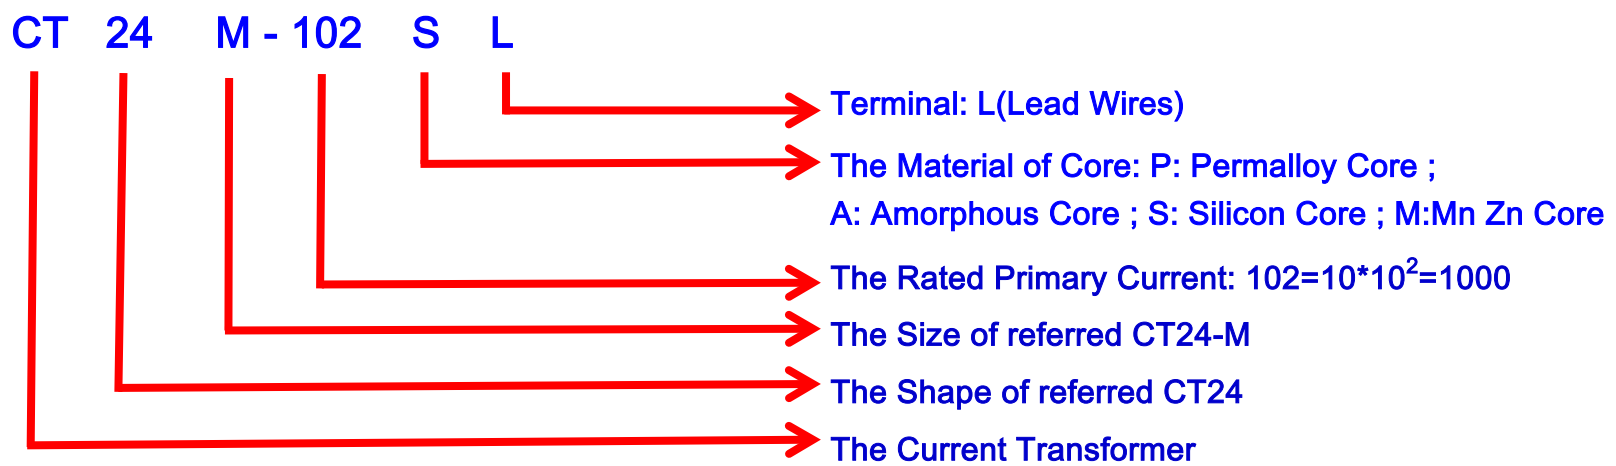 CT 24 M - 102 S L
Terminal: L(Lead Wires)
The Material of Core: P: Permalloy Core ;
A: Amorphous Core ; S: Silicon Core ; M:Mn Zn Core
The Rated Primary Current: 102=10*10²=1000
The Size of referred CT24-M
The Shape of referred CT24
The Current Transformer